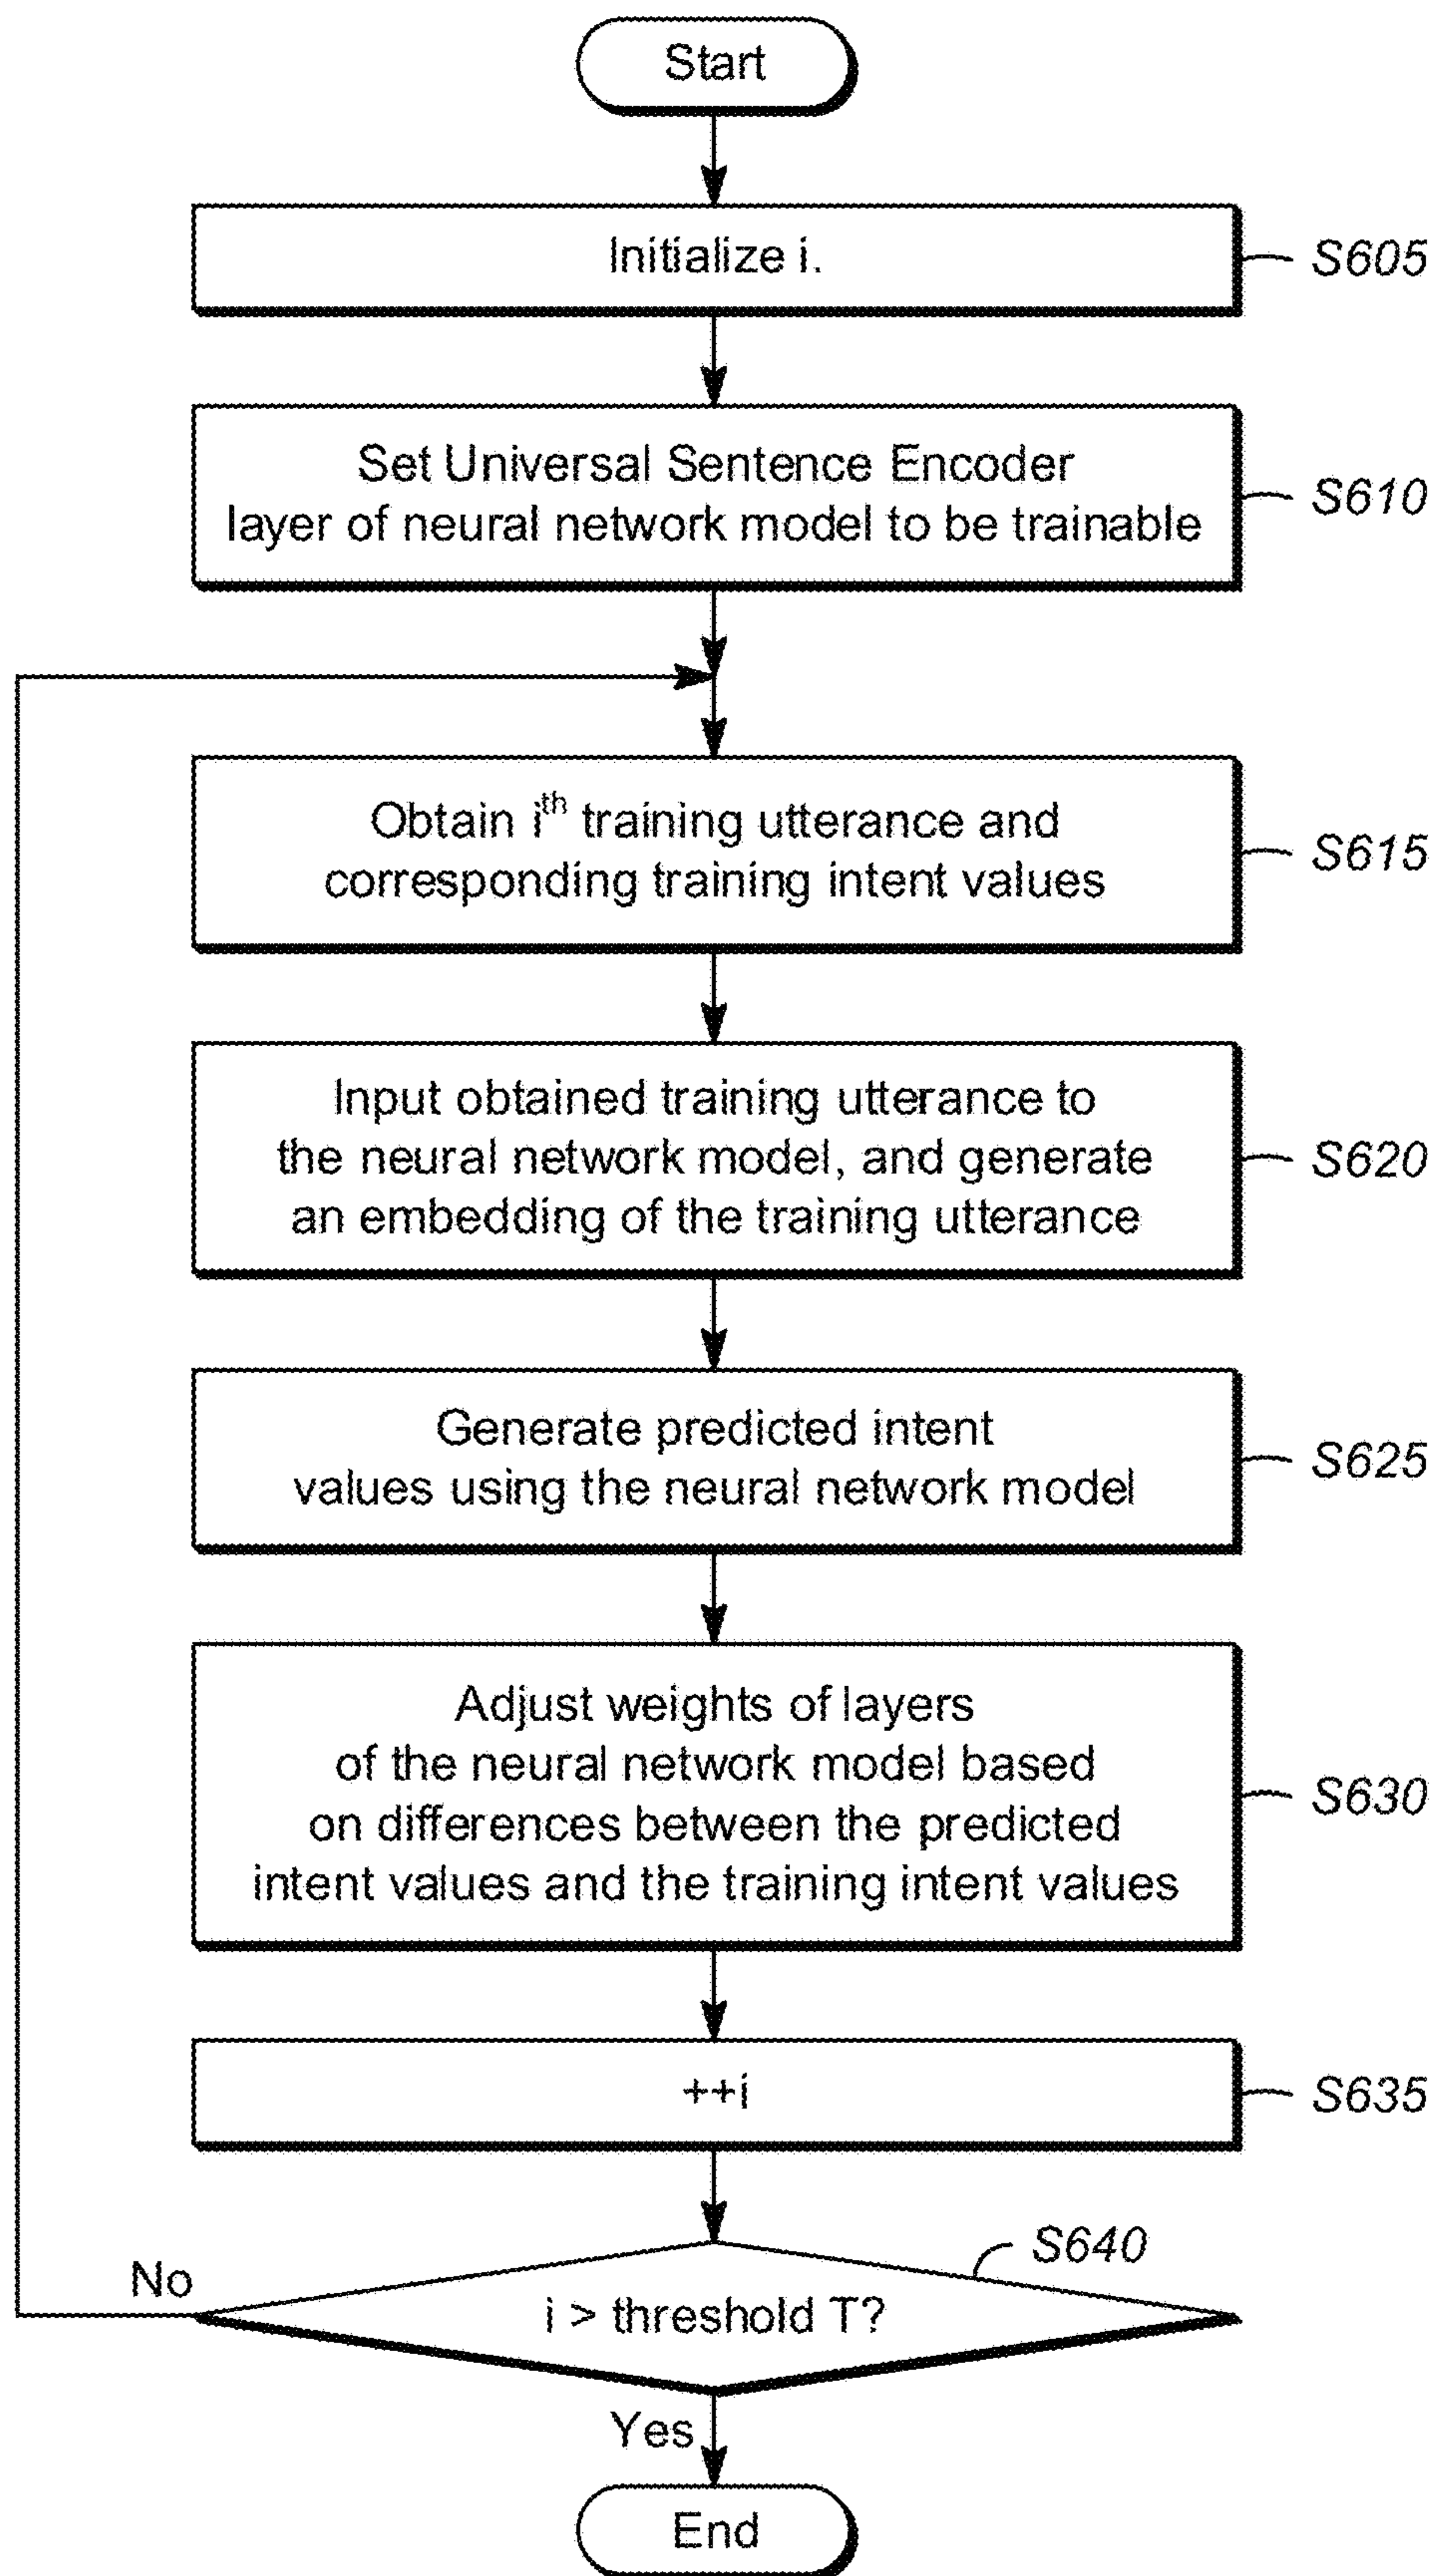 Start
Initialize i.
S605
Set Universal Sentence Encoder
layer of neural network model to be trainable
S610
Obtain iᵗʰ training utterance and
corresponding training intent values
S615
Input obtained training utterance to
the neural network model, and generate
an embedding of the training utterance
S620
Generate predicted intent
values using the neural network model
S625
Adjust weights of layers
of the neural network model based
on differences between the predicted
intent values and the training intent values
S630
++i
S635
S640
No
i > threshold T?
Yes
End